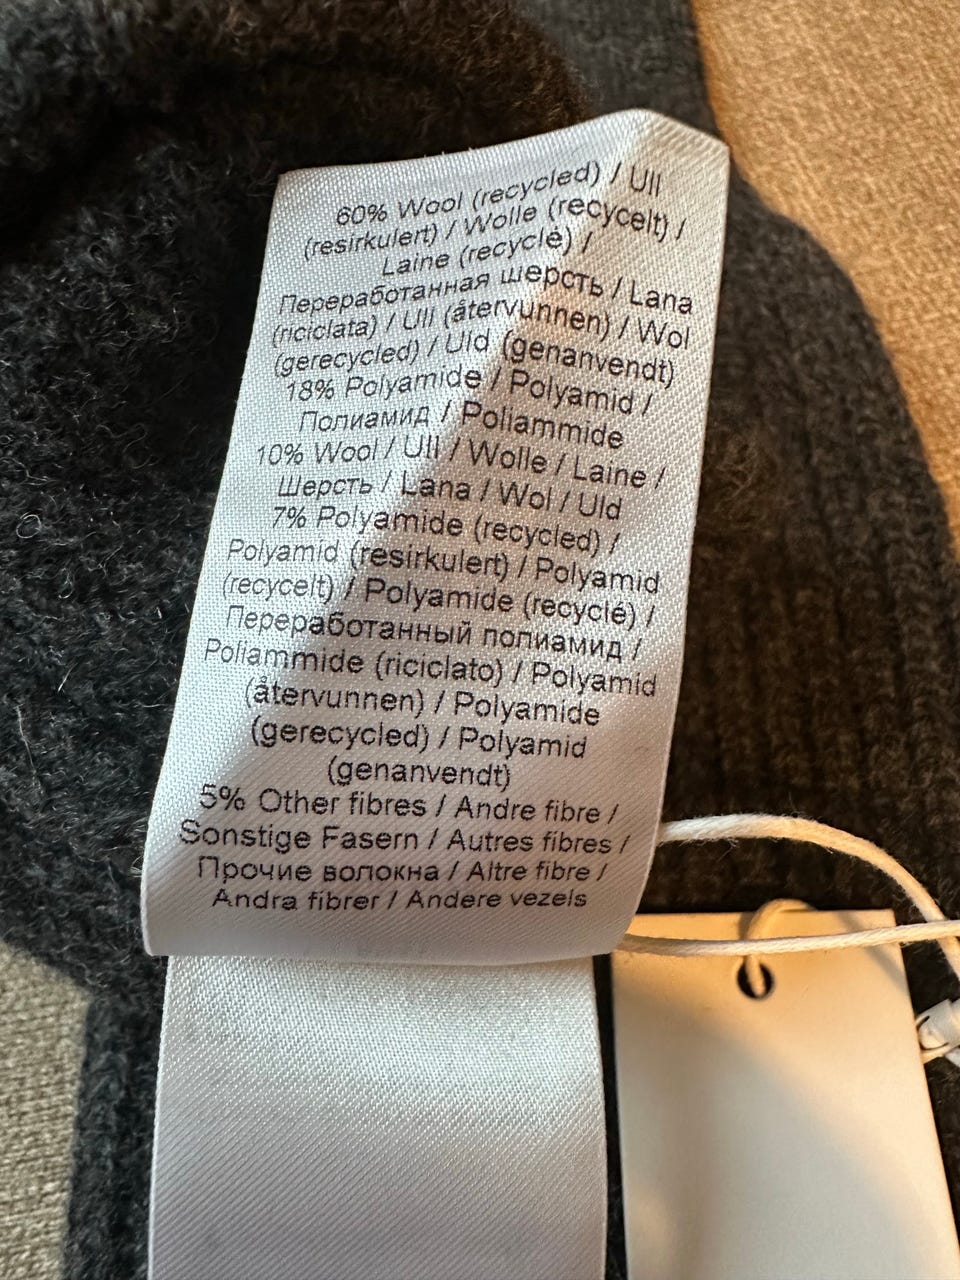 60% Wool (recycled) / Ull
(resirkulert) / Wolle (recycelt) /
Laine (recyclé) /
Переработанная шерсть / Lana
(riciclata) / Ull (återvunnen) / Wol
(gerecycled) / Uld (genanvendt)
18% Polyamide / Polyamid /
Полиамид / Poliammide
10% Wool / Ull / Wolle / Laine /
Шерсть / Lana / Wol / Uld
7% Polyamide (recycled) /
Polyamid (resirkulert) / Polyamid
(recycelt) / Polyamide (recyclé) /
Переработанный полиамид /
Poliammide (riciclato) / Polyamid
(återvunnen) / Polyamide
(gerecycled) / Polyamid
(genanvendt)
5% Other fibres / Andre fibre /
Sonstige Fasern / Autres fibres /
Прочие волокна / Altre fibre /
Andra fibrer / Andere vezels